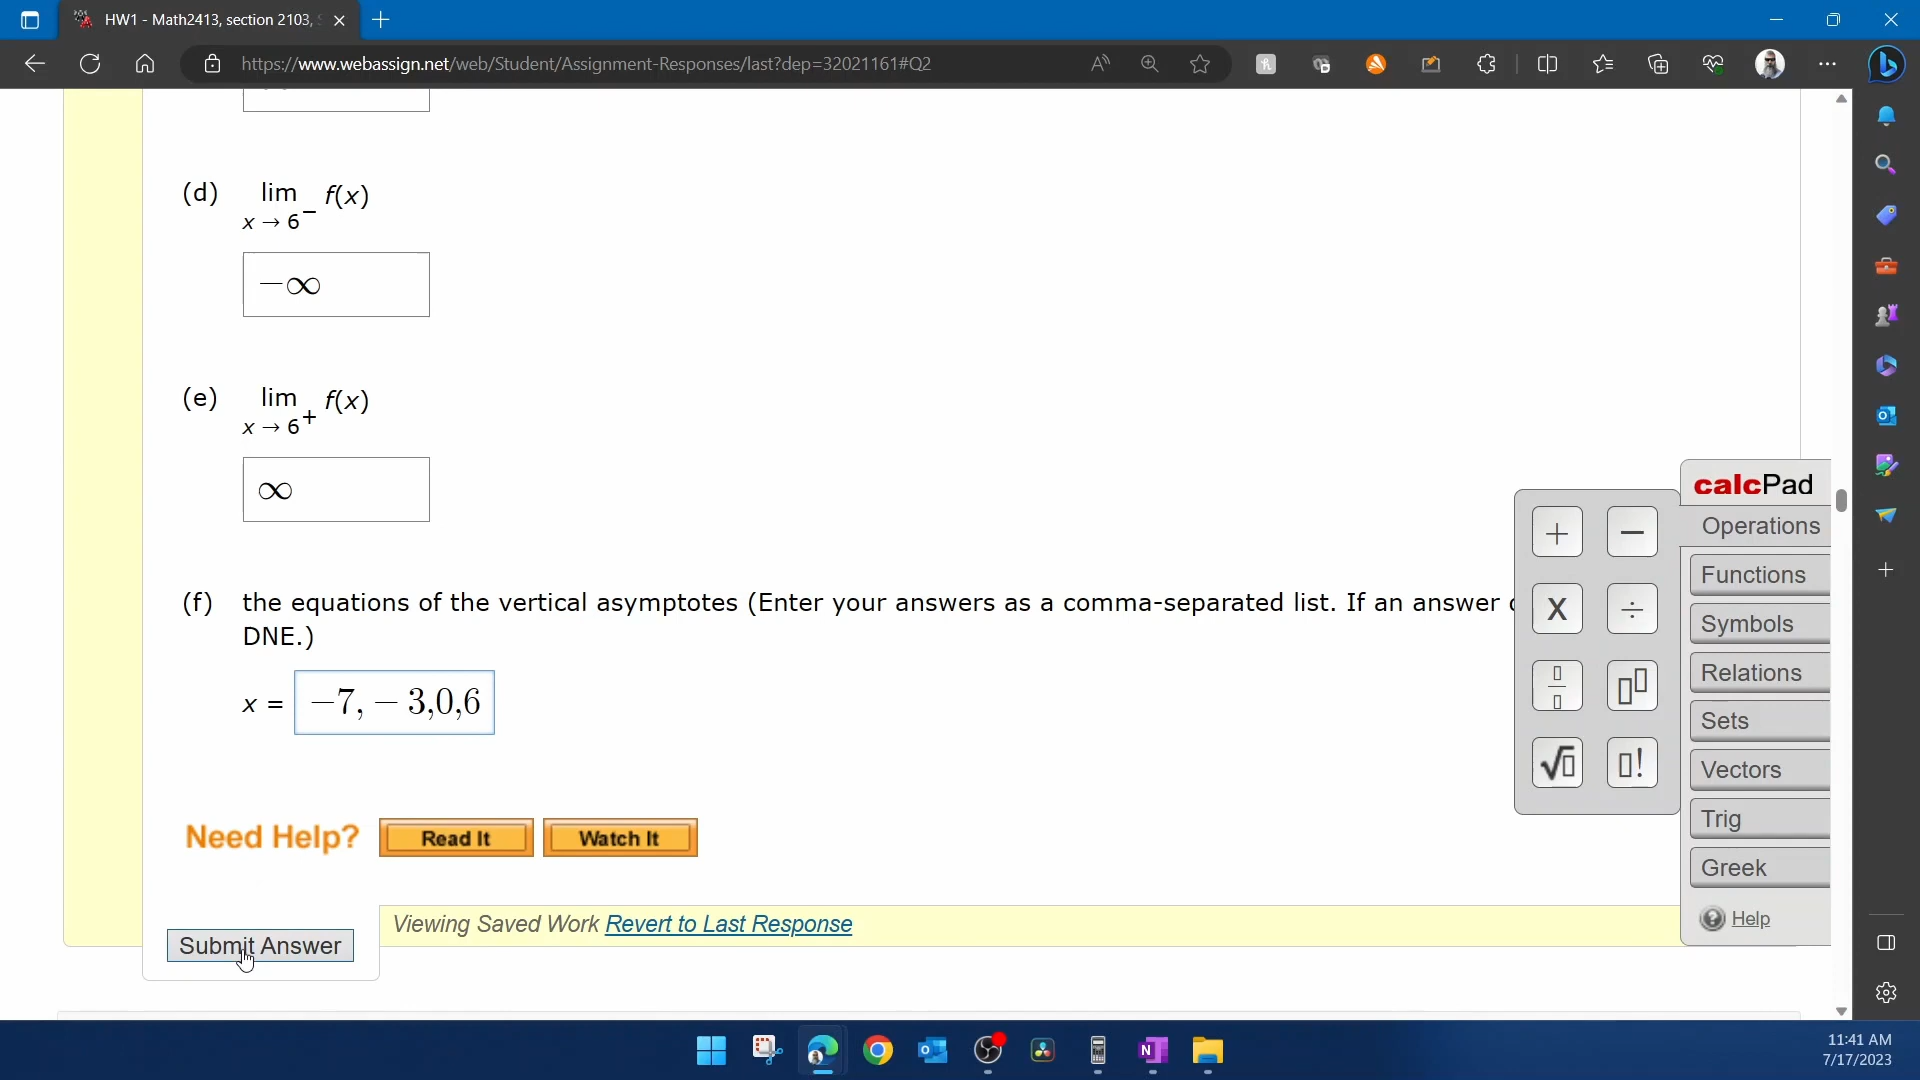 HW1 - Math2413, section 2103,
https://www.webassign.net/web/Student/Assignment-Responses/last?dep=32021161#Q2
(d) lim f(x)
x → 6⁻
−∞
(e) lim f(x)
x → 6⁺
∞
(f) the equations of the vertical asymptotes (Enter your answers as a comma-separated list. If an answer
DNE.)
x = −7, − 3,0,6
Need Help? Read It Watch It
Viewing Saved Work Revert to Last Response
Submit Answer
calcPad
Operations
Functions
Symbols
Relations
Sets
Vectors
Trig
Greek
Help
+ −
X ÷
√ !
11:41 AM
7/17/2023